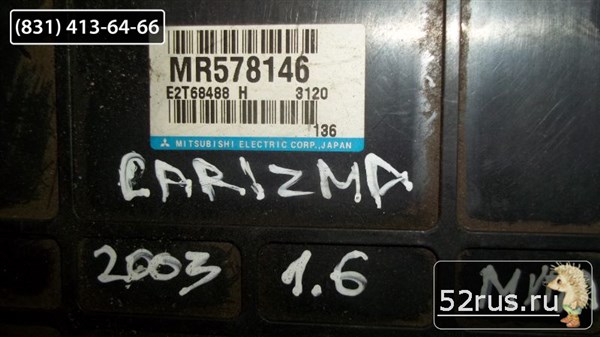 (831) 413-64-66
MR578146
E2T68488 H 3120
136
MITSUBISHI ELECTRIC CORP., JAPAN
CARIZMA
2003 1.6
52rus.ru